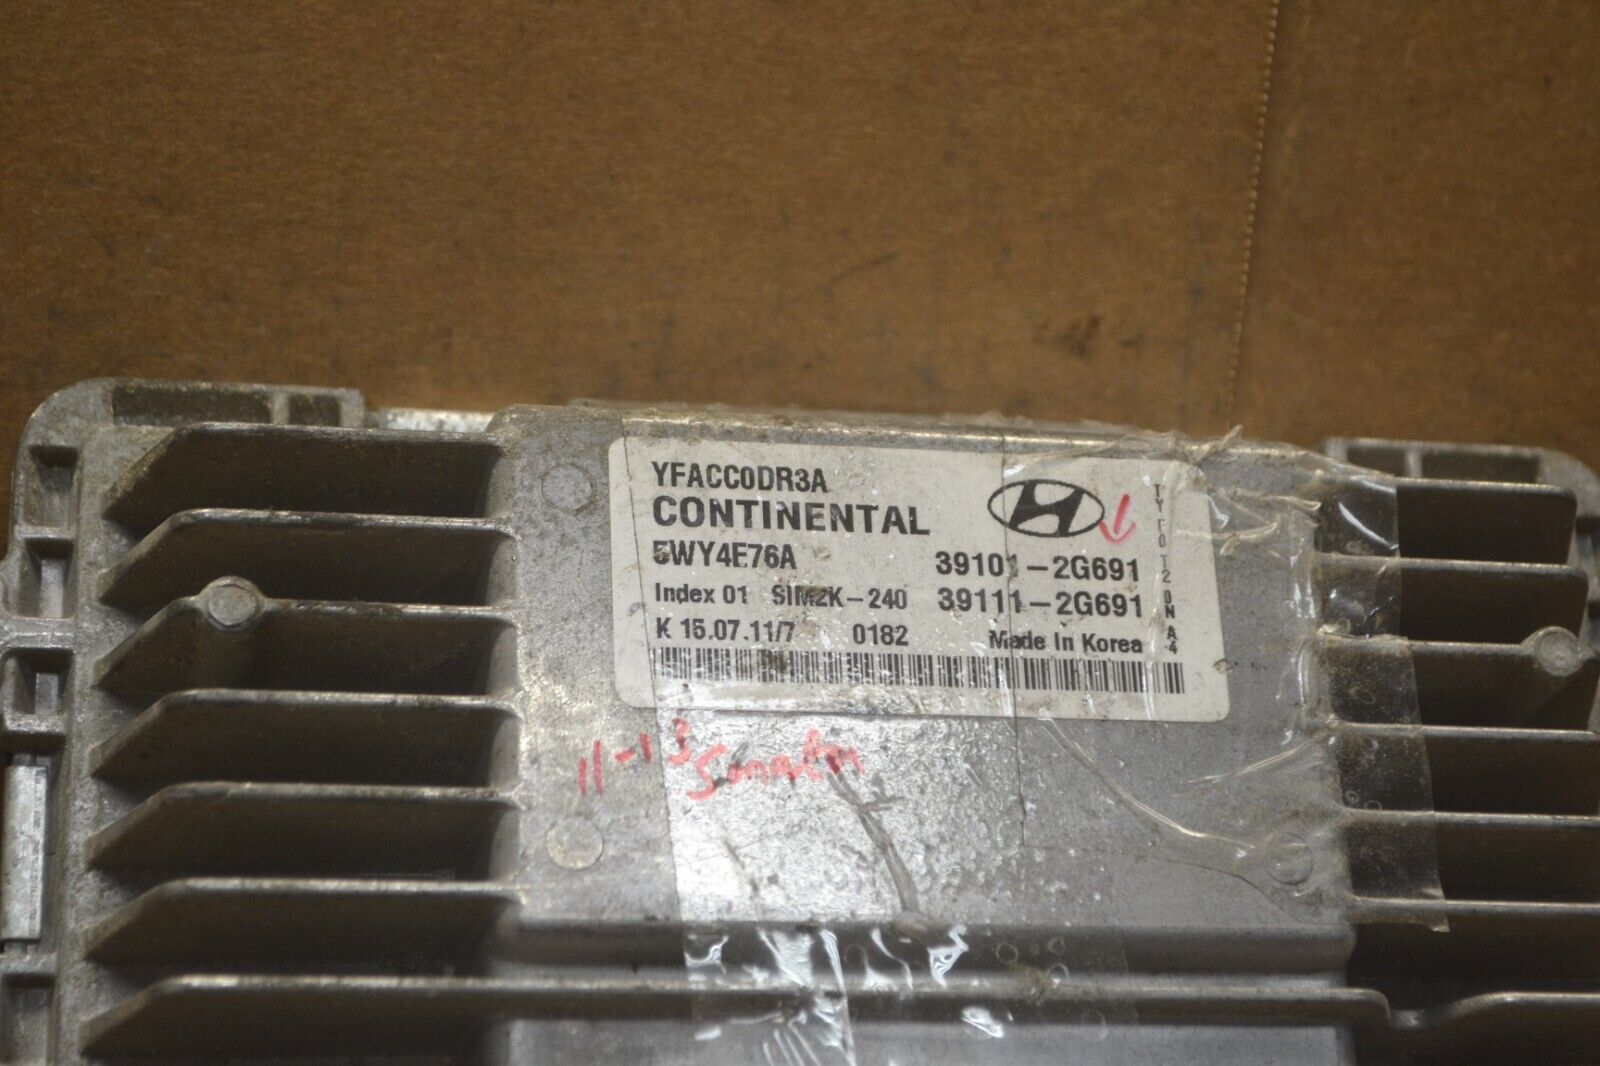 YFACC0DR3A
CONTINENTAL
5WY4E76A 39101-2G691
Index 01 SIM2K-240 39111-2G691
K 15.07.11/7 0182 Made In Korea
11-13 Sonata